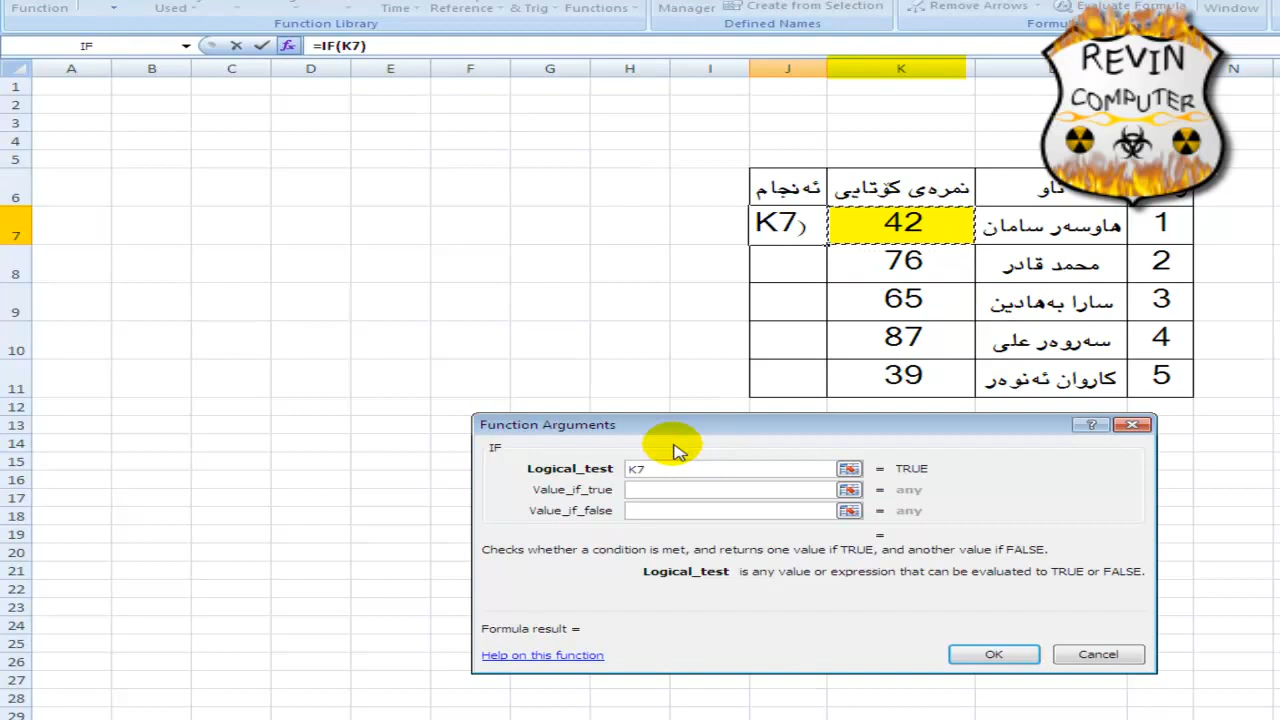 Function
Used
Time
Reference
& Trig
Functions
Manager
Create from Selection
Remove Arrows
Evaluate Formula
Window
Function Library
Defined Names
IF
=IF(K7)
A B C D E F G H I J K N
REVIN
COMPUTER
1
2
3
4
5
6 ئەنجام نمرەی کۆتایی ناو
7 K7) 42 هاوسەر سامان 1
8 76 محمد قادر 2
9 65 سارا بەهادین 3
10 87 سەروەر علی 4
11 39 کاروان ئەنوەر 5
12
13
14
15
16
17
18
19
20
21
22
23
24
25
26
27
28
29
Function Arguments
IF
Logical_test K7 = TRUE
Value_if_true = any
Value_if_false = any
=
Checks whether a condition is met, and returns one value if TRUE, and another value if FALSE.
Logical_test is any value or expression that can be evaluated to TRUE or FALSE.
Formula result =
Help on this function
OK
Cancel